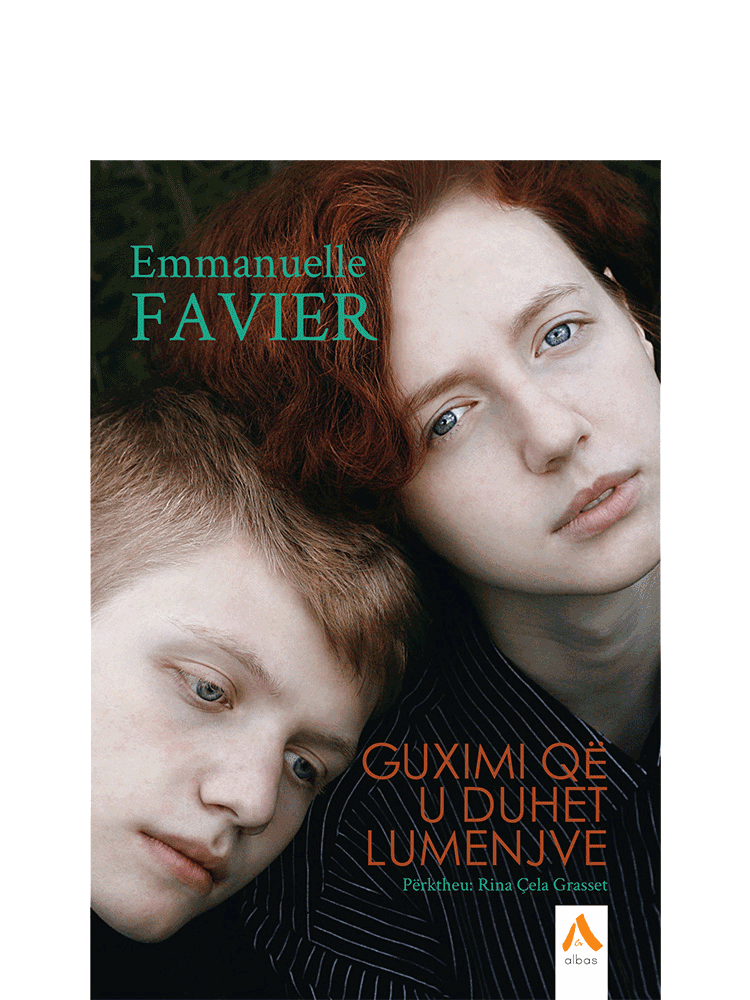 Emmanuelle
FAVIER
GUXIMI QË
U DUHET
LUMENJVE
Përktheu: Rina Çela Grasset
albas